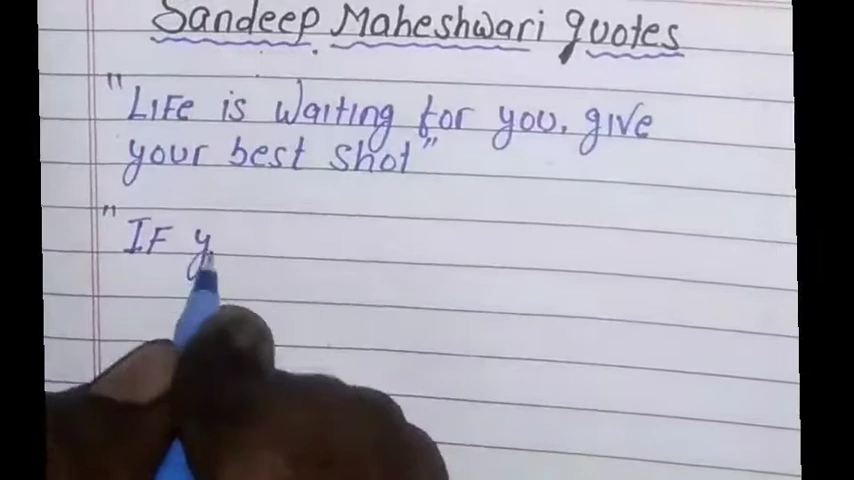 Sandeep Maheshwari quotes
"Life is waiting for you, give
your best shot"
"IF y